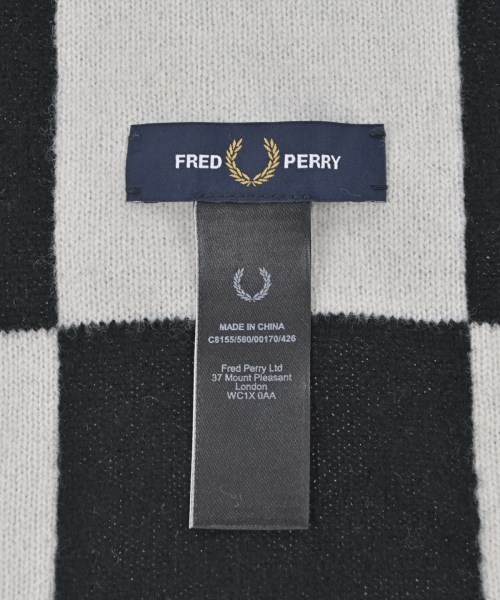 FRED PERRY
MADE IN CHINA
C8155/560/00170/426
Fred Perry Ltd
37 Mount Pleasant
London
WC1X 0AA